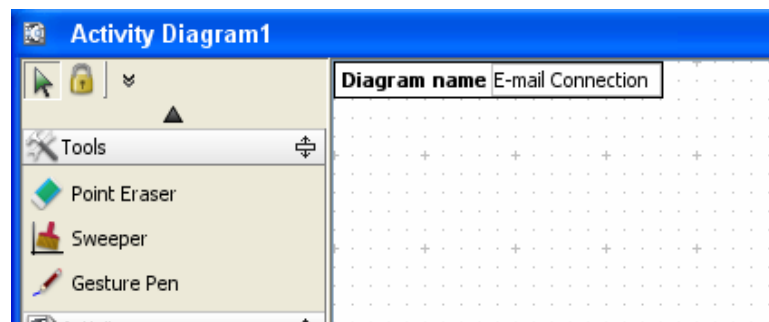 Activity Diagram1
Diagram name E-mail Connection
Tools
Point Eraser
Sweeper
Gesture Pen